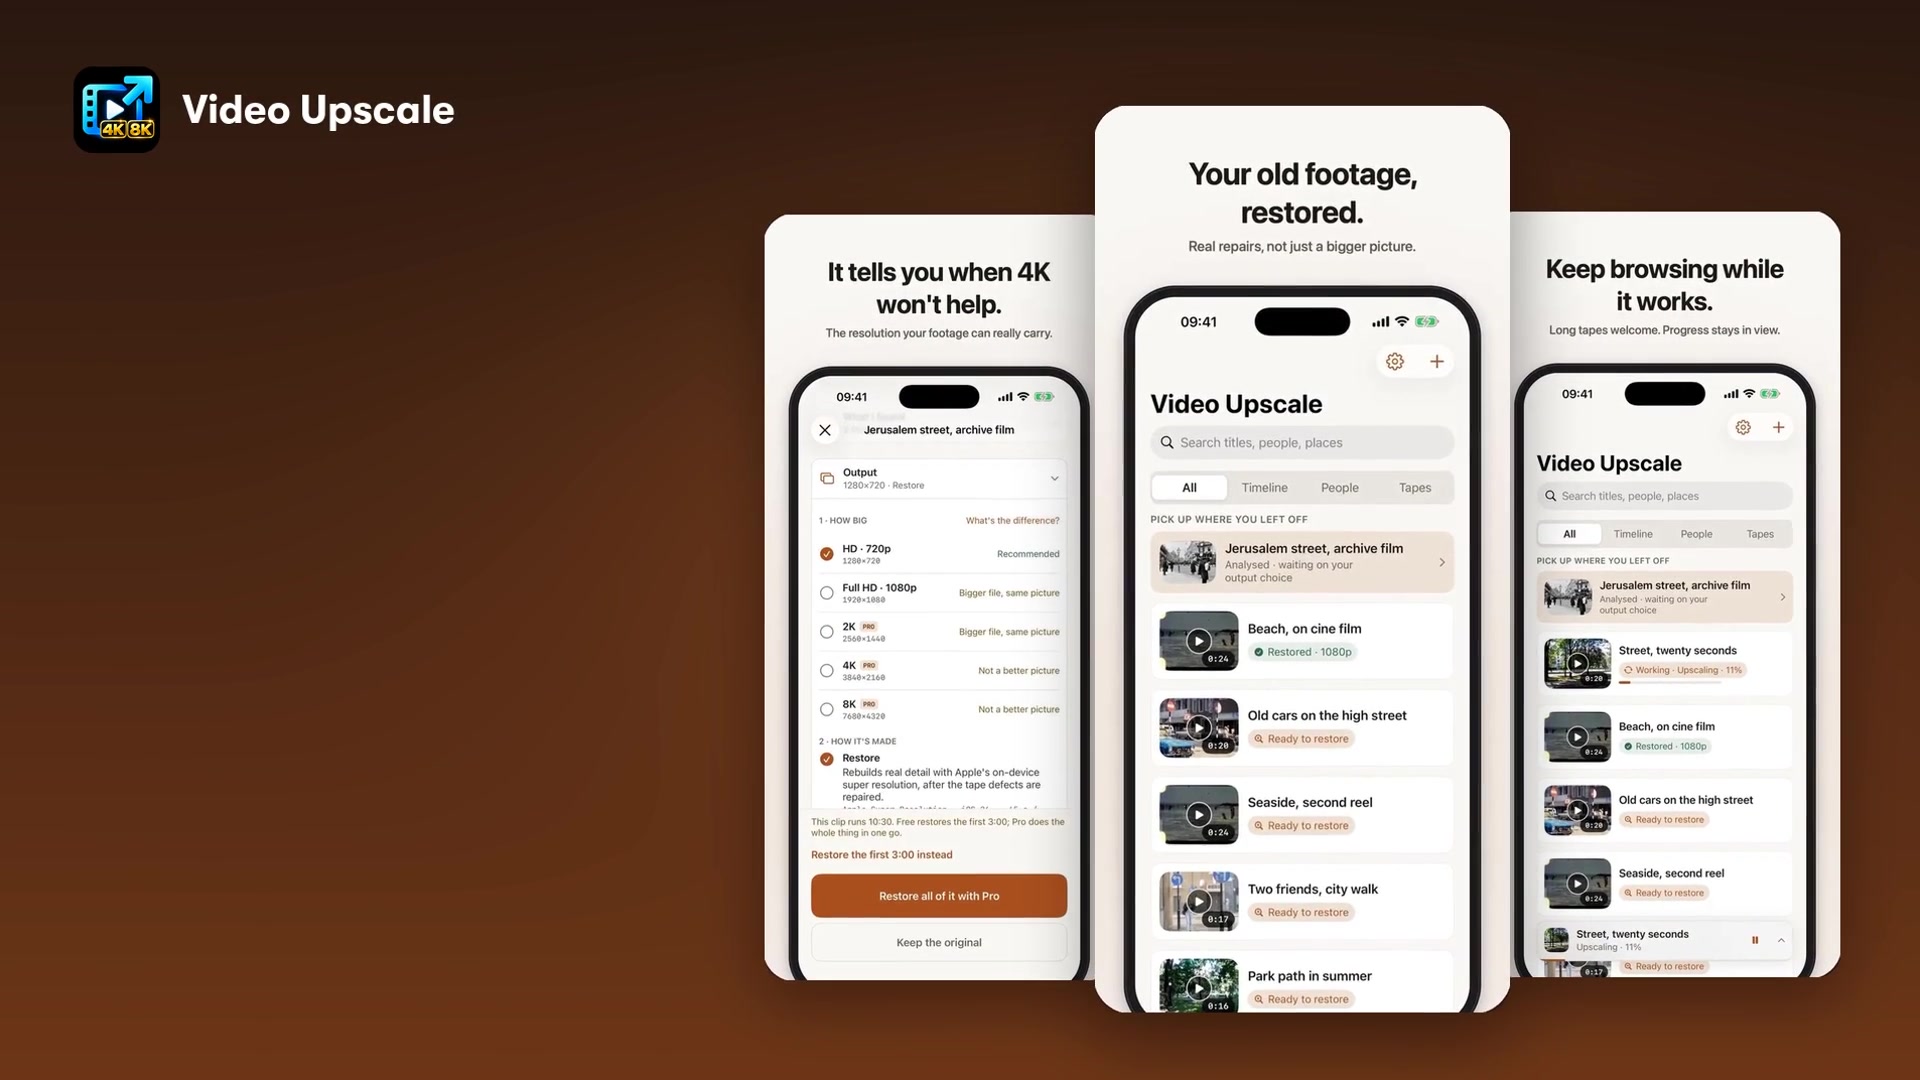 4K 8K
Video Upscale
It tells you when 4K
won't help.
The resolution your footage can really carry.
09:41
Jerusalem street, archive film
Output
1280×720 · Restore
1 · HOW BIG
What's the difference?
HD · 720p
1280×720
Recommended
Full HD · 1080p
1920×1080
Bigger file, same picture
2K PRO
2560×1440
Bigger file, same picture
4K PRO
3840×2160
Not a better picture
8K PRO
7680×4320
Not a better picture
2 · HOW IT'S MADE
Restore
Rebuilds real detail with Apple's on-device
super resolution, after the tape defects are
repaired.
This clip runs 10:30. Free restores the first 3:00; Pro does the
whole thing in one go.
Restore the first 3:00 instead
Restore all of it with Pro
Keep the original
Your old footage,
restored.
Real repairs, not just a bigger picture.
09:41
Video Upscale
Search titles, people, places
All
Timeline
People
Tapes
PICK UP WHERE YOU LEFT OFF
Jerusalem street, archive film
Analysed · waiting on your
output choice
Beach, on cine film
Restored · 1080p
0:24
Old cars on the high street
Ready to restore
0:20
Seaside, second reel
Ready to restore
0:24
Two friends, city walk
Ready to restore
0:17
Park path in summer
Ready to restore
0:16
Keep browsing while
it works.
Long tapes welcome. Progress stays in view.
09:41
Video Upscale
Search titles, people, places
All
Timeline
People
Tapes
PICK UP WHERE YOU LEFT OFF
Jerusalem street, archive film
Analysed · waiting on your
output choice
Street, twenty seconds
Working · Upscaling · 11%
0:20
Beach, on cine film
Restored · 1080p
0:24
Old cars on the high street
Ready to restore
0:20
Seaside, second reel
Ready to restore
0:24
Street, twenty seconds
Upscaling · 11%
Ready to restore
0:17